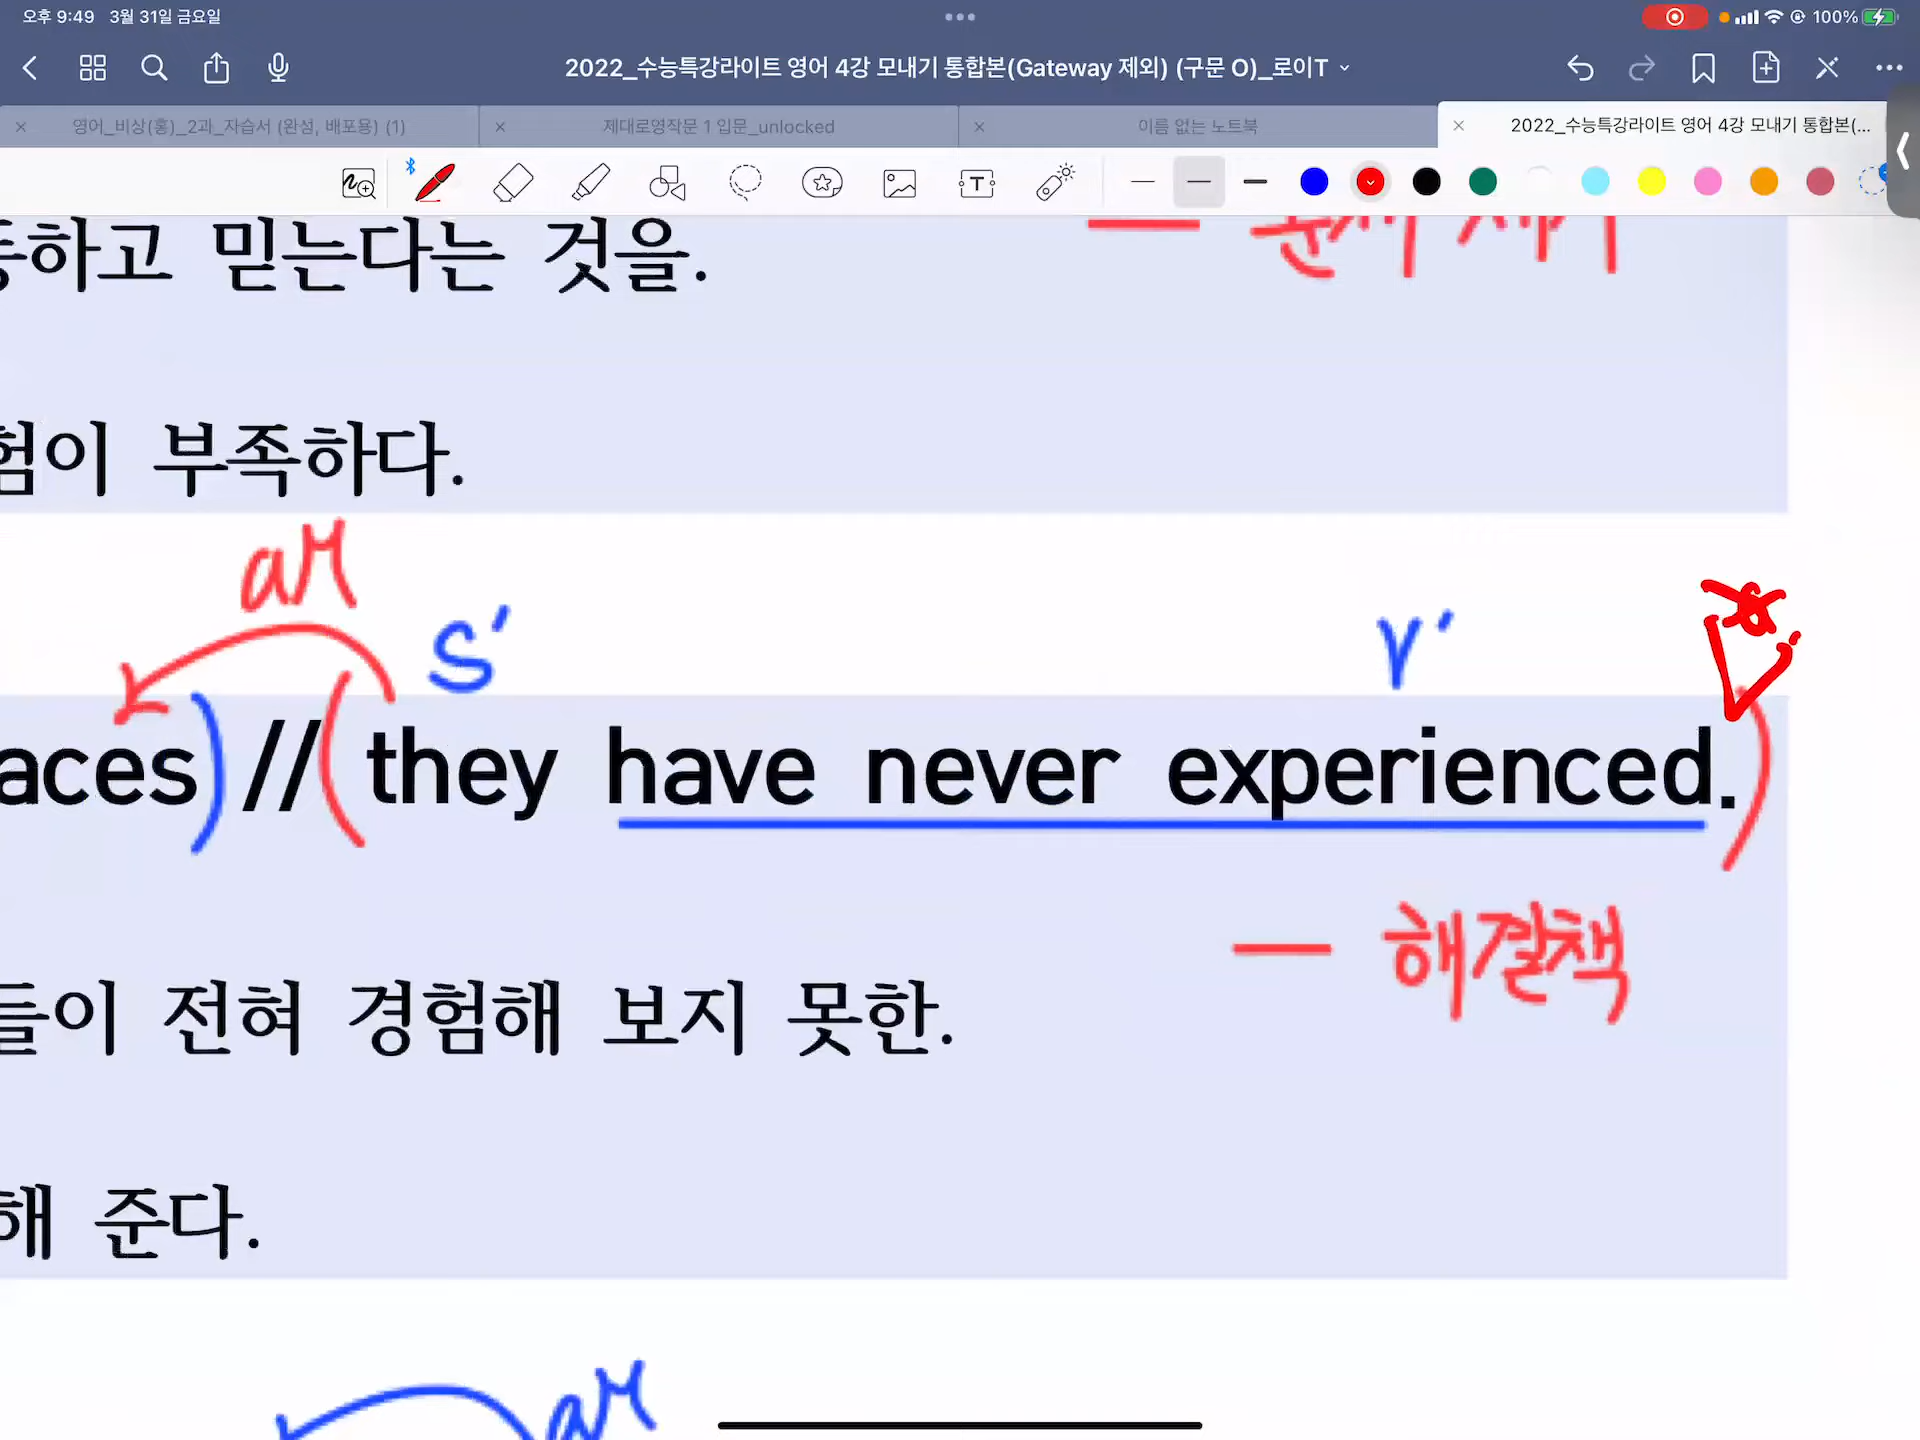 오후 9:49 3월 31일 금요일
100%
2022_수능특강라이트 영어 4강 모내기 통합본(Gateway 제외) (구문 O)_로이T
영어_비상(홍)_2과_자습서 (완성, 배포용) (1)
제대로영작문 1 입문_unlocked
이름 없는 노트북
2022_수능특강라이트 영어 4강 모내기 통합본(...
하고 믿는다는 것을.
험이 부족하다.
S' V'
aces) // ( they have never experienced.)
— 해결책
들이 전혀 경험해 보지 못한.
해 준다.